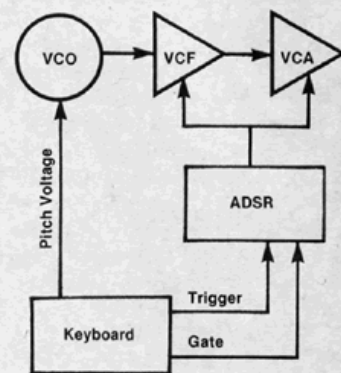 VCO
VCF
VCA
Pitch Voltage
ADSR
Trigger
Keyboard
Gate